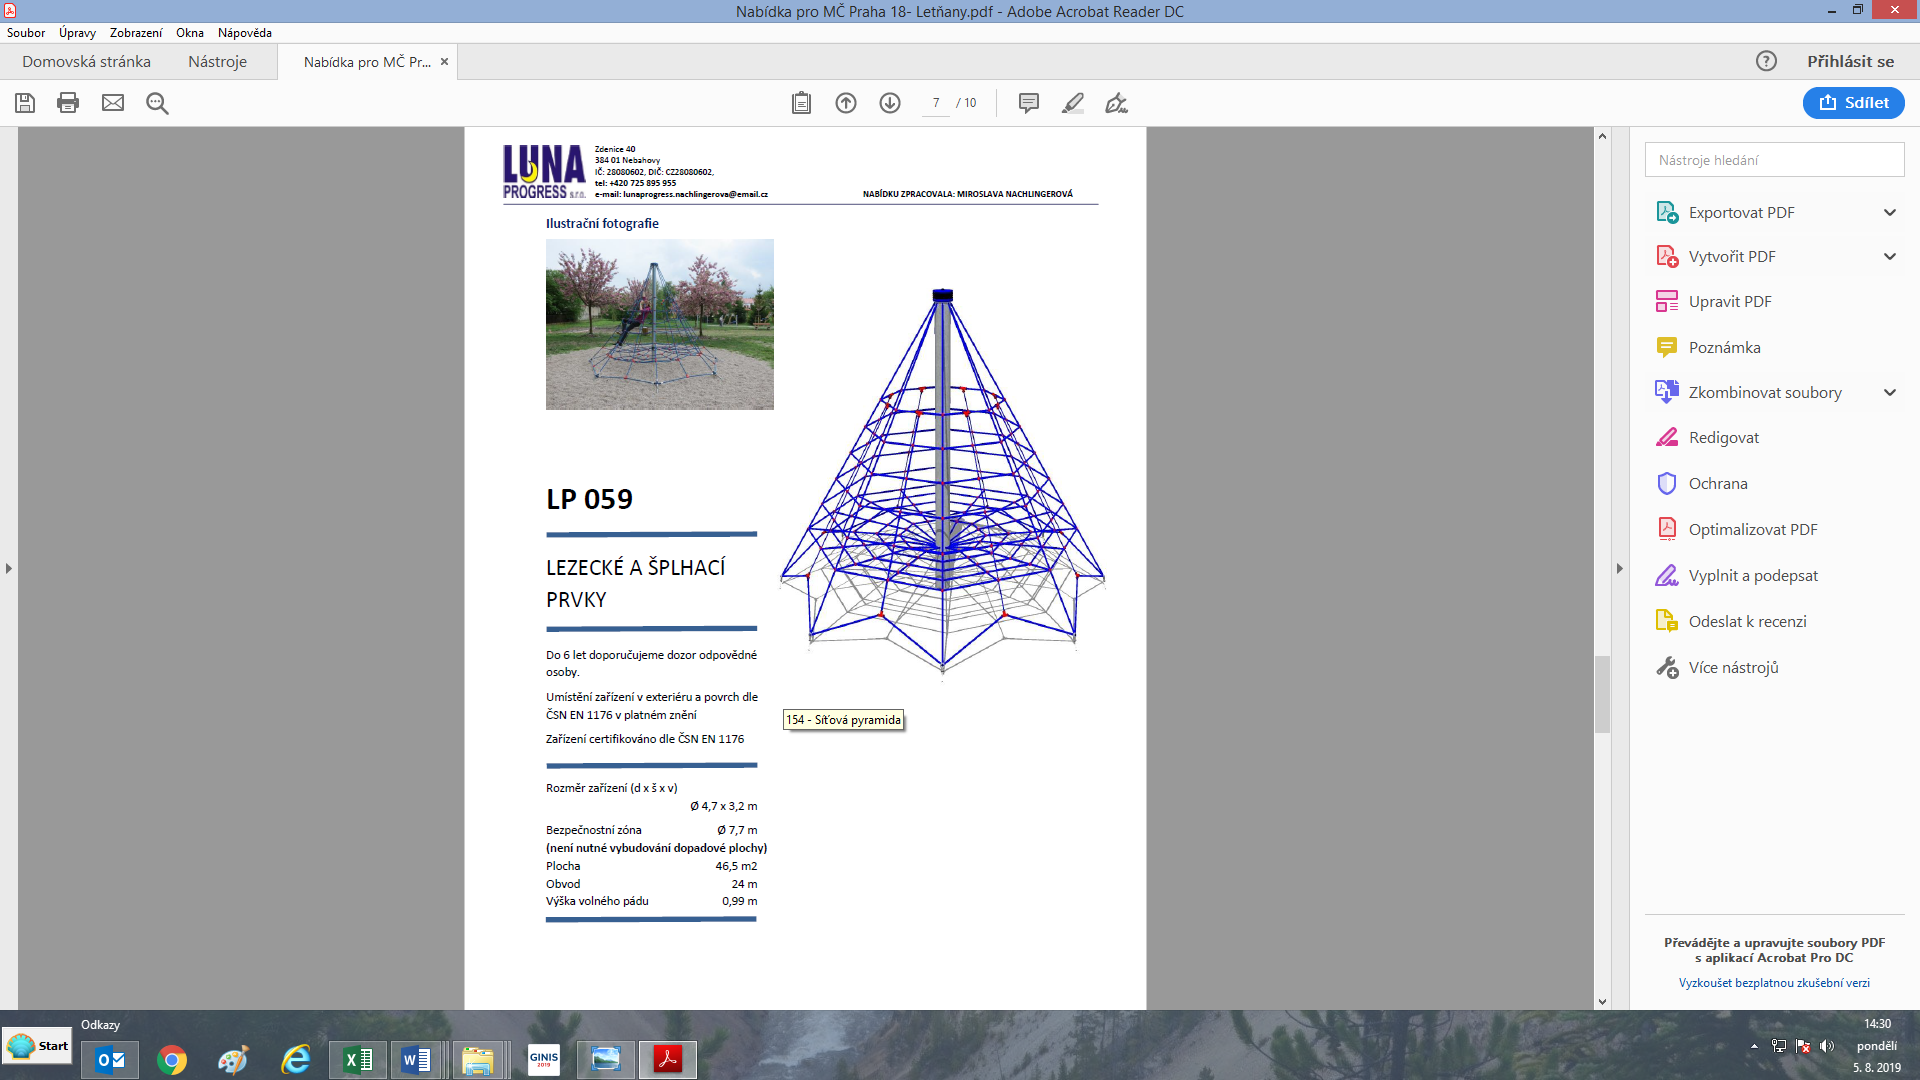 Nabídka pro MČ Praha 18- Letňany.pdf - Adobe Acrobat Reader DC
Soubor Úpravy Zobrazení Okna Nápověda
Domovská stránka Nástroje Nabídka pro MČ Pr... × Přihlásit se
7 / 10 Sdílet
LUNA
PROGRESS s.r.o.
Zdenice 40
384 01 Nebahovy
IČ: 28080602, DIČ: CZ28080602,
tel: +420 725 895 955
e-mail: lunaprogress.nachlingerova@email.cz
NABÍDKU ZPRACOVALA: MIROSLAVA NACHLINGEROVÁ
Ilustrační fotografie
LP 059
LEZECKÉ A ŠPLHACÍ
PRVKY
Do 6 let doporučujeme dozor odpovědné
osoby.
Umístění zařízení v exteriéru a povrch dle
ČSN EN 1176 v platném znění
Zařízení certifikováno dle ČSN EN 1176
154 - Síťová pyramida
Rozměr zařízení (d x š x v)
Ø 4,7 x 3,2 m
Bezpečnostní zóna Ø 7,7 m
(není nutné vybudování dopadové plochy)
Plocha 46,5 m2
Obvod 24 m
Výška volného pádu 0,99 m
Nástroje hledání
Exportovat PDF
Vytvořit PDF
Upravit PDF
Poznámka
Zkombinovat soubory
Redigovat
Ochrana
Optimalizovat PDF
Vyplnit a podepsat
Odeslat k recenzi
Více nástrojů
Převádějte a upravujte soubory PDF
s aplikací Acrobat Pro DC
Vyzkoušet bezplatnou zkušební verzi
Odkazy
Start
GINIS
2019
14:30
pondělí
5. 8. 2019